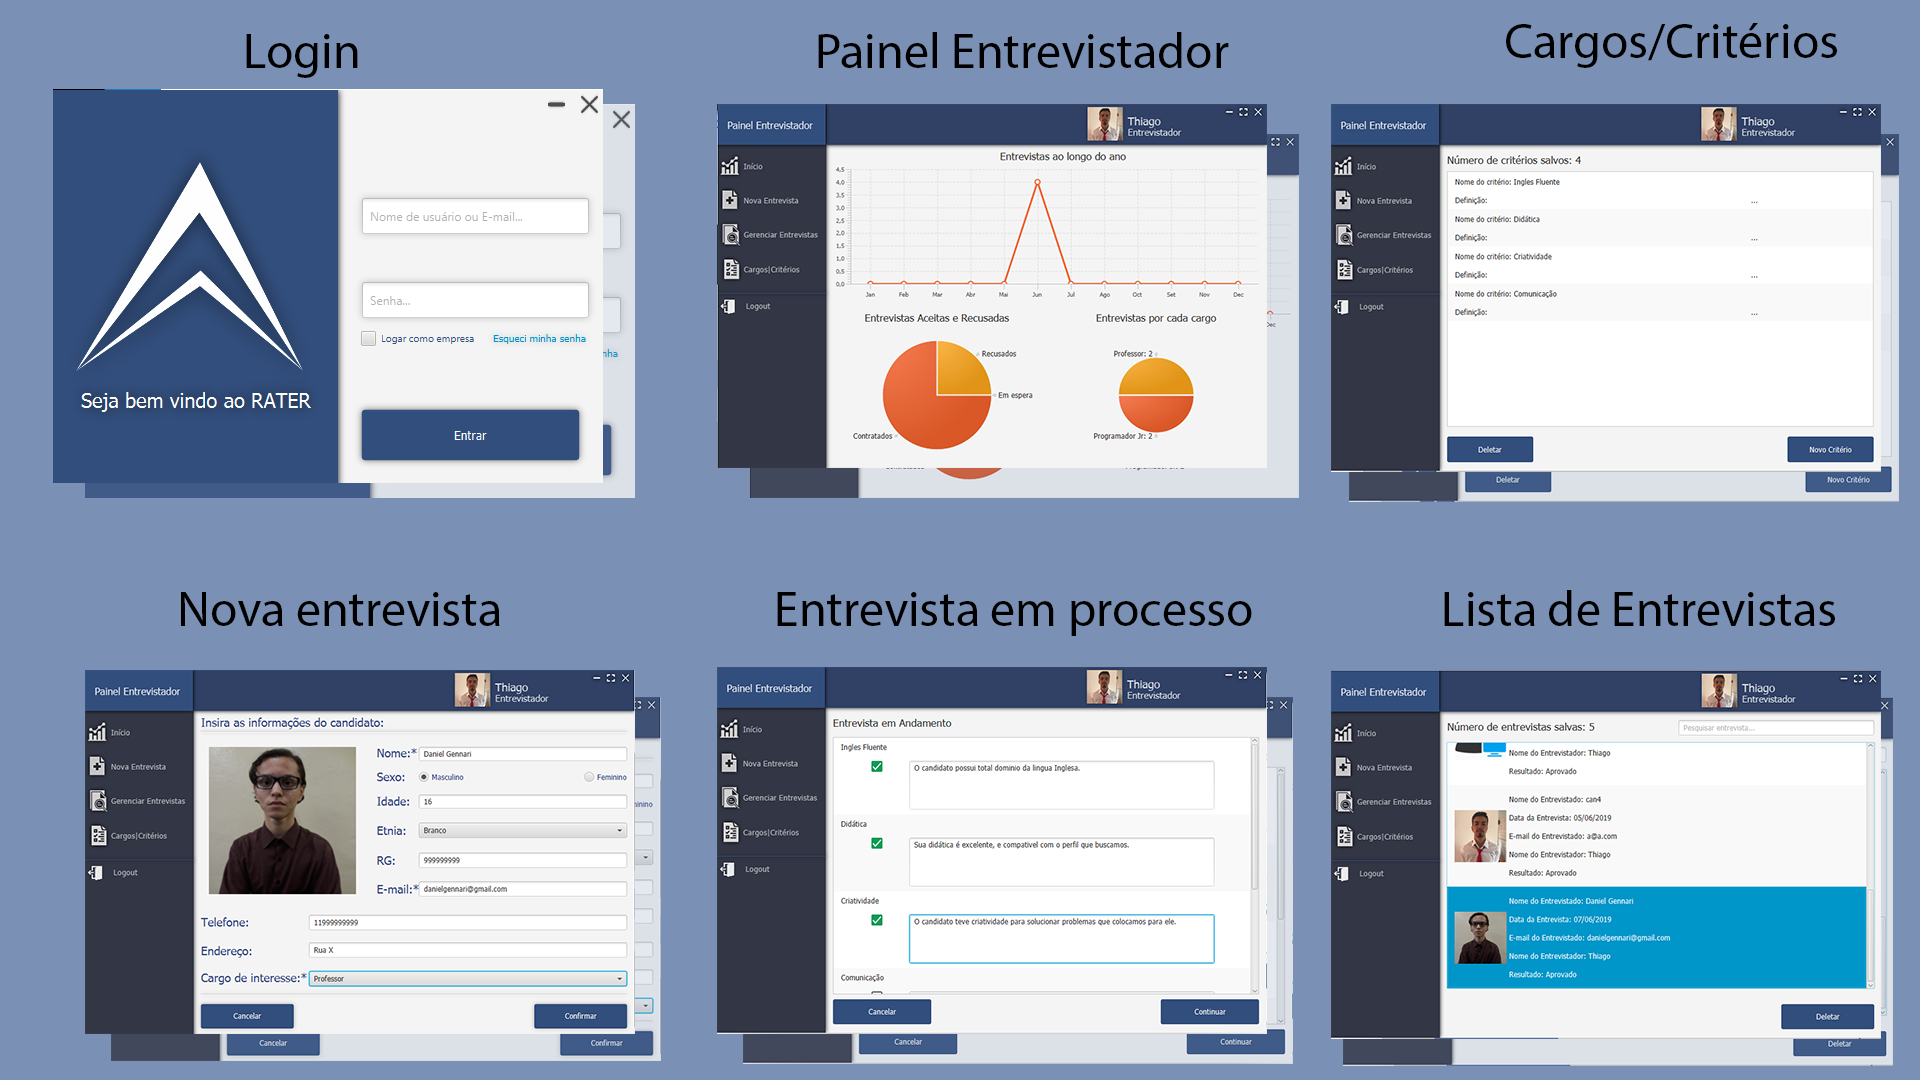 Login
Nome de usuário ou E-mail...
Senha...
Logar como empresa Esqueci minha senha
nha
Seja bem vindo ao RATER
Entrar
Painel Entrevistador
Painel Entrevistador
Thiago
Entrevistador
Início
Nova Entrevista
Gerenciar Entrevistas
Cargos|Critérios
Logout
Entrevistas ao longo do ano
4,5
4,0
3,5
3,0
2,5
2,0
1,5
1,0
0,5
0,0
Jan Feb Mar Abr Mai Jun Jul Ago Oct Set Nov Dec
Dec
Entrevistas Aceitas e Recusadas
Recusados
Em espera
Contratados
Entrevistas por cada cargo
Professor: 2
Programador Jr: 2
Cargos/Critérios
Painel Entrevistador
Thiago
Entrevistador
Início
Nova Entrevista
Gerenciar Entrevistas
Cargos|Critérios
Logout
Número de critérios salvos: 4
Nome do critério: Ingles Fluente
Definição: ...
Nome do critério: Didática
Definição: ...
Nome do critério: Criatividade
Definição: ...
Nome do critério: Comunicação
Definição: ...
Deletar Novo Critério
Deletar Novo Critério
Nova entrevista
Painel Entrevistador
Thiago
Entrevistador
Início
Nova Entrevista
Gerenciar Entrevistas
Cargos|Critérios
Logout
Insira as informações do candidato:
Nome:* Daniel Gennari
Sexo: Masculino Feminino
Idade: 16
Etnia: Branco
RG: 999999999
E-mail:* danielgennari@gmail.com
Telefone: 11999999999
Endereço: Rua X
Cargo de interesse:* Professor
Cancelar Confirmar
Cancelar Confirmar
Entrevista em processo
Painel Entrevistador
Thiago
Entrevistador
Início
Nova Entrevista
Gerenciar Entrevistas
Cargos|Critérios
Logout
Entrevista em Andamento
Ingles Fluente
O candidato possui total dominio da lingua Inglesa.
Didática
Sua didática é excelente, e compativel com o perfil que buscamos.
Criatividade
O candidato teve criatividade para solucionar problemas que colocamos para ele.
Comunicação
Cancelar Continuar
Cancelar Continuar
Lista de Entrevistas
Painel Entrevistador
Thiago
Entrevistador
Início
Nova Entrevista
Gerenciar Entrevistas
Cargos|Critérios
Logout
Número de entrevistas salvas: 5
Pesquisar entrevista...
Nome do Entrevistador: Thiago
Resultado: Aprovado
Nome do Entrevistado: can4
Data da Entrevista: 05/06/2019
E-mail do Entrevistado: a@a.com
Nome do Entrevistador: Thiago
Resultado: Aprovado
Nome do Entrevistado: Daniel Gennari
Data da Entrevista: 07/06/2019
E-mail do Entrevistado: danielgennari@gmail.com
Nome do Entrevistador: Thiago
Resultado: Aprovado
Deletar
Deletar